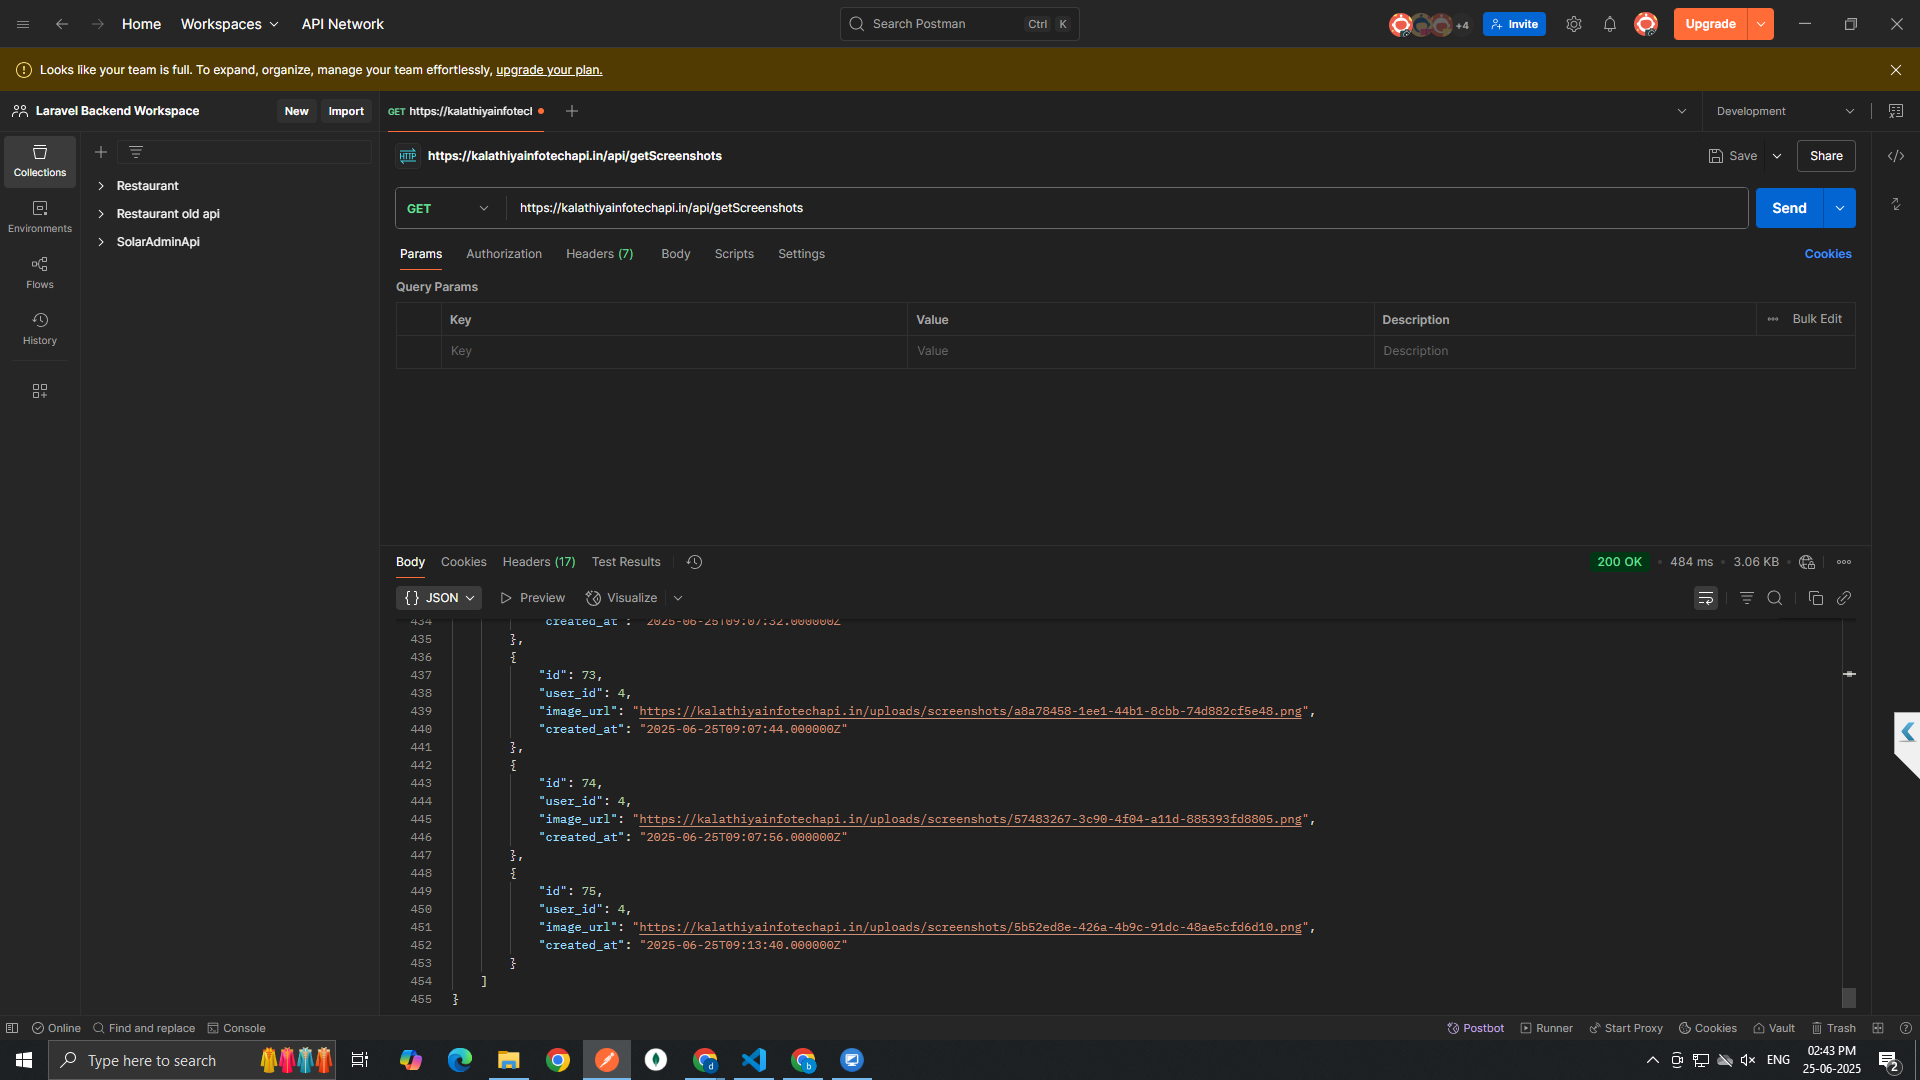 Home
Workspaces
API Network
Search Postman
Ctrl K
+4
Invite
Upgrade
Looks like your team is full. To expand, organize, manage your team effortlessly, upgrade your plan.
Laravel Backend Workspace
New
Import
GET https://kalathiyainfotecl
Development
Collections
Environments
Flows
History
Restaurant
Restaurant old api
SolarAdminApi
HTTP
https://kalathiyainfotechapi.in/api/getScreenshots
Save
Share
GET
https://kalathiyainfotechapi.in/api/getScreenshots
Send
Params
Authorization
Headers (7)
Body
Scripts
Settings
Cookies
Query Params
Key
Value
Description
Bulk Edit
Key
Value
Description
Body
Cookies
Headers (17)
Test Results
200 OK
484 ms
3.06 KB
{} JSON
Preview
Visualize
434 "created_at": "2025-06-25T09:07:32.000000Z"
435 },
436 {
437 "id": 73,
438 "user_id": 4,
439 "image_url": "https://kalathiyainfotechapi.in/uploads/screenshots/a8a78458-1ee1-44b1-8cbb-74d882cf5e48.png",
440 "created_at": "2025-06-25T09:07:44.000000Z"
441 },
442 {
443 "id": 74,
444 "user_id": 4,
445 "image_url": "https://kalathiyainfotechapi.in/uploads/screenshots/57483267-3c90-4f04-a11d-885393fd8805.png",
446 "created_at": "2025-06-25T09:07:56.000000Z"
447 },
448 {
449 "id": 75,
450 "user_id": 4,
451 "image_url": "https://kalathiyainfotechapi.in/uploads/screenshots/5b52ed8e-426a-4b9c-91dc-48ae5cfd6d10.png",
452 "created_at": "2025-06-25T09:13:40.000000Z"
453 }
454 ]
455 }
Online
Find and replace
Console
Postbot
Runner
Start Proxy
Cookies
Vault
Trash
Type here to search
d
b
ENG
02:43 PM
25-06-2025
2